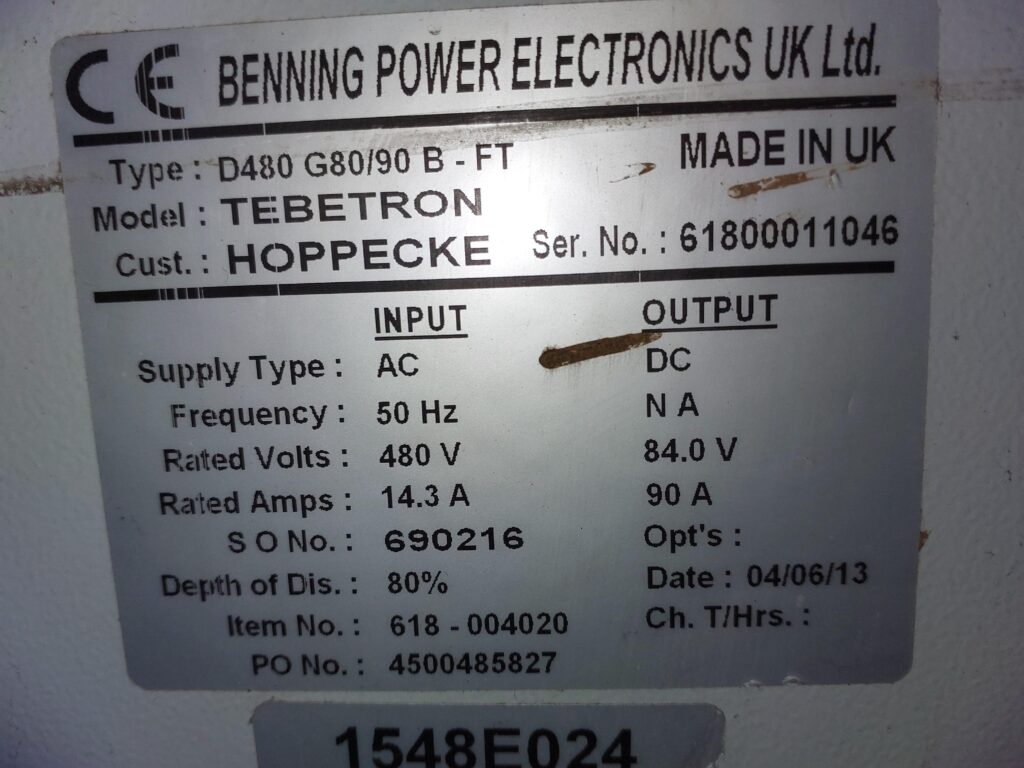 CE BENNING POWER ELECTRONICS UK Ltd.
Type : D480 G80/90 B - FT MADE IN UK
Model : TEBETRON
Cust. : HOPPECKE Ser. No. : 61800011046
INPUT OUTPUT
Supply Type : AC DC
Frequency : 50 Hz N A
Rated Volts : 480 V 84.0 V
Rated Amps : 14.3 A 90 A
S O No. : 690216 Opt's :
Depth of Dis. : 80% Date : 04/06/13
Item No. : 618 - 004020 Ch. T/Hrs. :
PO No. : 4500485827
1548E024